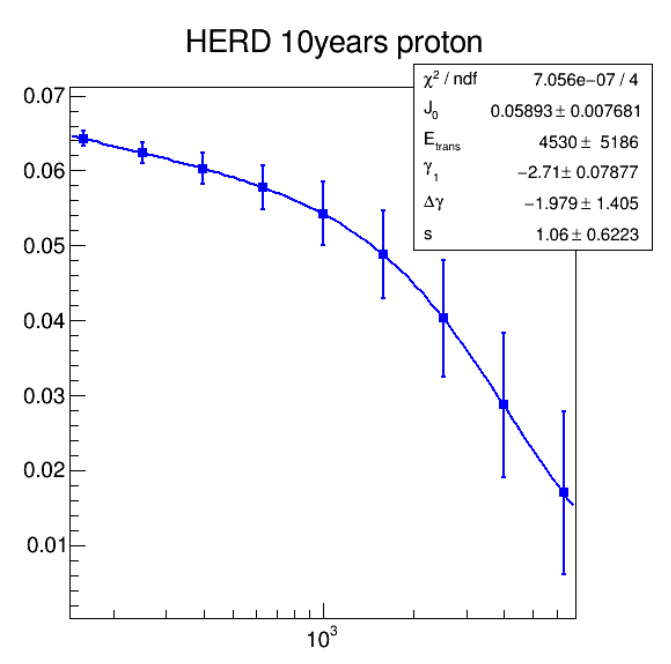 HERD 10years proton
χ² / ndf 7.056e−07 / 4
J₀ 0.05893 ± 0.007681
E_trans 4530 ± 5186
γ₁ −2.71 ± 0.07877
Δγ −1.979 ± 1.405
s 1.06 ± 0.6223
0.07
0.06
0.05
0.04
0.03
0.02
0.01
10³